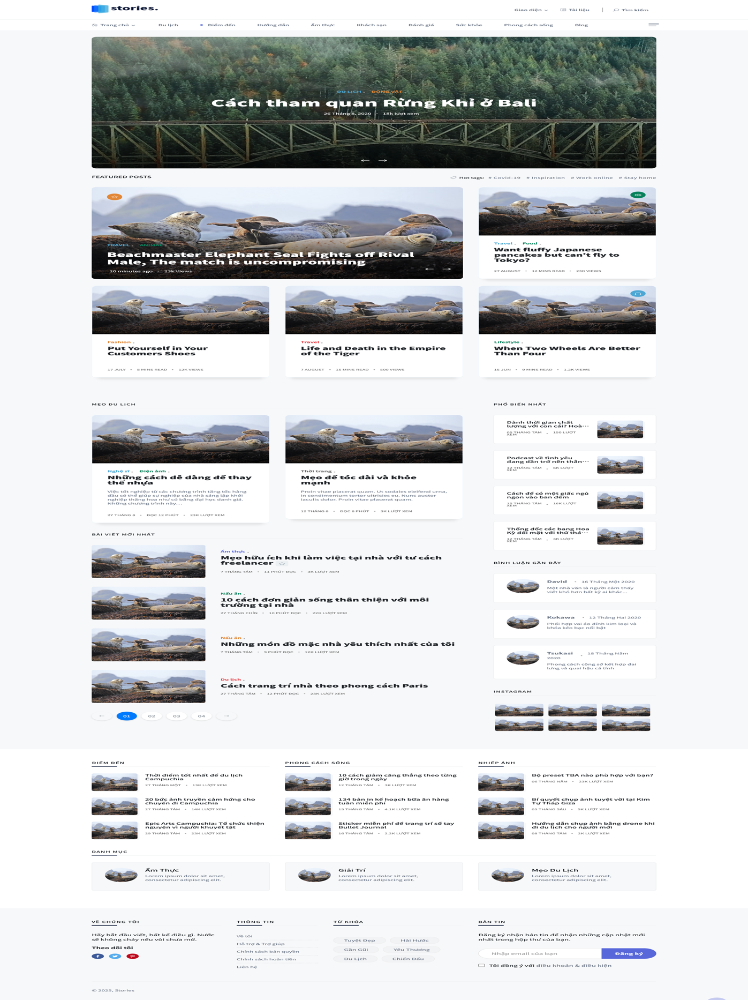 stories.
Giao diện
Tài liệu
Tìm kiếm
Trang chủ
Du lịch
Điểm đến
Hướng dẫn
Ẩm thực
Khách sạn
Đánh giá
Sức khỏe
Phong cách sống
Blog
DU LỊCH
ĐỘNG VẬT
Cách tham quan Rừng Khỉ ở Bali
26 Tháng 8, 2020 • 18k lượt xem
FEATURED POSTS
Hot tags: # Covid-19 # Inspiration # Work online # Stay home
TRAVEL
ANIMAL
Beachmaster Elephant Seal Fights off Rival
Male, The match is uncompromising
20 minutes ago • 23k Views
Travel
Food
Want fluffy Japanese
pancakes but can't fly to
Tokyo?
27 AUGUST • 12 MINS READ • 23K VIEWS
Fashion
Put Yourself in Your
Customers Shoes
17 JULY • 8 MINS READ • 12K VIEWS
Travel
Life and Death in the Empire
of the Tiger
7 AUGUST • 15 MINS READ • 500 VIEWS
Lifestyle
When Two Wheels Are Better
Than Four
15 JUN • 9 MINS READ • 1.2K VIEWS
MẸO DU LỊCH
Nghệ sĩ
Điện ảnh
Những cách dễ dàng để thay
thế nhựa
Việc tốt nghiệp từ các chương trình tăng tốc hàng
đầu có thể giúp sự nghiệp của nhà sáng lập khởi
nghiệp thăng hoa như có bằng đại học danh giá.
Những chương trình này...
27 THÁNG 8 • ĐỌC 12 PHÚT • 23K LƯỢT XEM
Thời trang
Mẹo để tóc dài và khỏe
mạnh
Proin vitae placerat quam. Ut sodales eleifend urna,
in condimentum tortor ultricies eu. Nunc auctor
iaculis dolor. Proin vitae placerat quam.
12 THÁNG 8 • ĐỌC 6 PHÚT • 3K LƯỢT XEM
BÀI VIẾT MỚI NHẤT
Ẩm thực
Mẹo hữu ích khi làm việc tại nhà với tư cách
freelancer
7 THÁNG TÁM • 11 PHÚT ĐỌC • 3K LƯỢT XEM
Nấu ăn
10 cách đơn giản sống thân thiện với môi
trường tại nhà
27 THÁNG CHÍN • 10 PHÚT ĐỌC • 22K LƯỢT XEM
Nấu ăn
Những món đồ mặc nhà yêu thích nhất của tôi
7 THÁNG TÁM • 9 PHÚT ĐỌC • 12K LƯỢT XEM
Du lịch
Cách trang trí nhà theo phong cách Paris
27 THÁNG TÁM • 12 PHÚT ĐỌC • 23K LƯỢT XEM
01 02 03 04
PHỔ BIẾN NHẤT
Dành thời gian chất
lượng với con cái? Hoà...
05 THÁNG TÁM • 150 LƯỢT
XEM
Podcast về tình yêu
đang dần trở nên thân...
12 THÁNG TÁM • 6K LƯỢT
XEM
Cách để có một giấc ngủ
ngon vào ban đêm
15 THÁNG TÁM • 16K LƯỢT
XEM
Thống đốc các bang Hoa
Kỳ đối mặt với thử thá...
12 THÁNG TÁM • 3K LƯỢT
XEM
BÌNH LUẬN GẦN ĐÂY
David • 16 Tháng Một 2020
Một nhà văn là người cảm thấy
viết khó hơn bất kỳ ai khác...
Kokawa • 12 Tháng Hai 2020
Phối hợp vai áo đính kim loại và
khóa kéo bạc nổi bật
Tsukasi • 18 Tháng Năm
2020
Phong cách công sở kết hợp đai
lưng và quai hậu cá tính
INSTAGRAM
ĐIỂM ĐẾN
Thời điểm tốt nhất để du lịch
Campuchia
27 THÁNG MỘT • 13K LƯỢT XEM
20 bức ảnh truyền cảm hứng cho
chuyến đi Campuchia
27 THÁNG TÁM • 14K LƯỢT XEM
Epic Arts Campuchia: Tổ chức thiện
nguyện vì người khuyết tật
29 THÁNG TÁM • 23K LƯỢT XEM
PHONG CÁCH SỐNG
10 cách giảm căng thẳng theo từng
giờ trong ngày
12 THÁNG TÁM • 3K LƯỢT XEM
134 bản in kế hoạch bữa ăn hàng
tuần miễn phí
15 THÁNG TÁM • 4.1K LƯỢT XEM
Sticker miễn phí để trang trí sổ tay
Bullet Journal
16 THÁNG TÁM • 2.2K LƯỢT XEM
NHIẾP ẢNH
Bộ preset TBA nào phù hợp với bạn?
06 THÁNG NĂM • 23K LƯỢT XEM
Bí quyết chụp ảnh tuyệt vời tại Kim
Tự Tháp Giza
05 THÁNG SÁU • 5K LƯỢT XEM
Hướng dẫn chụp ảnh bằng drone khi
đi du lịch cho người mới
08 THÁNG TÁM • 2K LƯỢT XEM
DANH MỤC
Ẩm Thực
Lorem ipsum dolor sit amet,
consectetur adipiscing elit.
Giải Trí
Lorem ipsum dolor sit amet,
consectetur adipiscing elit.
Mẹo Du Lịch
Lorem ipsum dolor sit amet,
consectetur adipiscing elit.
VỀ CHÚNG TÔI
Hãy bắt đầu viết, bất kể điều gì. Nước
sẽ không chảy nếu vòi chưa mở.
Theo dõi tôi
THÔNG TIN
Về tôi
Hỗ trợ & Trợ giúp
Chính sách bản quyền
Chính sách hoàn tiền
Liên hệ
TỪ KHÓA
Tuyệt Đẹp
Hài Hước
Gần Gũi
Yêu Thương
Du Lịch
Chiến Đấu
BẢN TIN
Đăng ký nhận bản tin để nhận những cập nhật mới
nhất trong hộp thư của bạn.
Nhập email của bạn
Đăng ký
Tôi đồng ý với điều khoản & điều kiện
© 2025, Stories